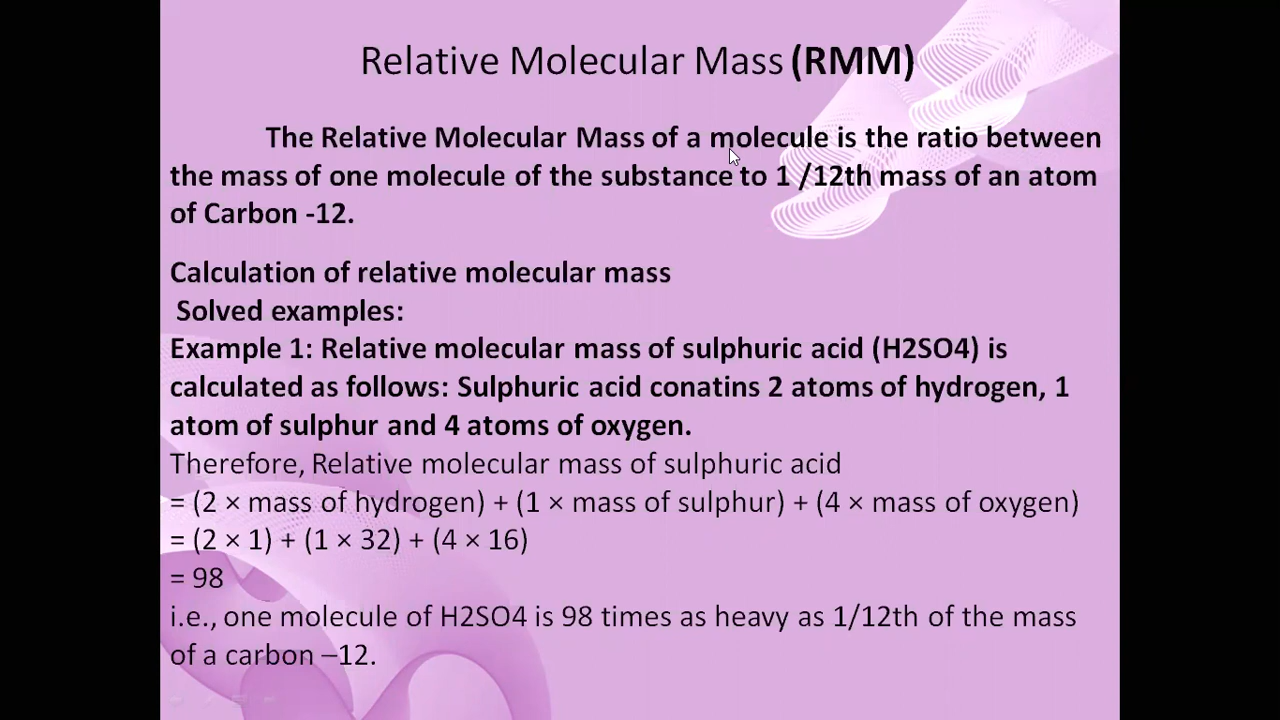 Relative Molecular Mass (RMM)
The Relative Molecular Mass of a molecule is the ratio between
the mass of one molecule of the substance to 1 /12th mass of an atom
of Carbon -12.
Calculation of relative molecular mass
Solved examples:
Example 1: Relative molecular mass of sulphuric acid (H2SO4) is
calculated as follows: Sulphuric acid conatins 2 atoms of hydrogen, 1
atom of sulphur and 4 atoms of oxygen.
Therefore, Relative molecular mass of sulphuric acid
= (2 × mass of hydrogen) + (1 × mass of sulphur) + (4 × mass of oxygen)
= (2 × 1) + (1 × 32) + (4 × 16)
= 98
i.e., one molecule of H2SO4 is 98 times as heavy as 1/12th of the mass
of a carbon –12.